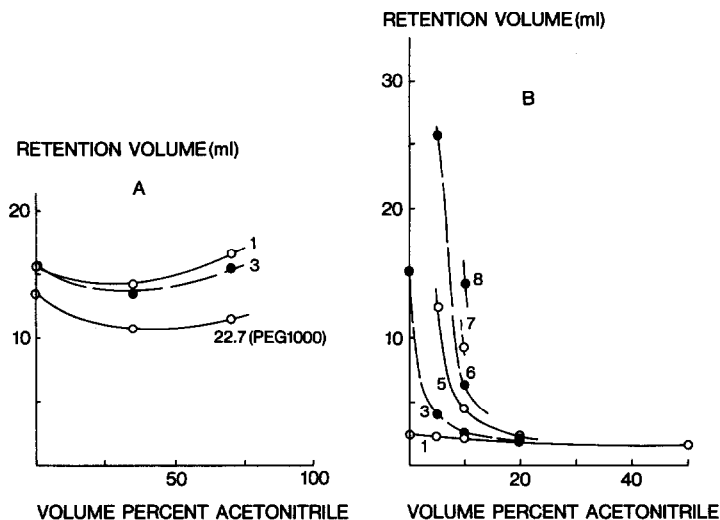 RETENTION VOLUME(ml)
A
20
10
1
3
22.7 (PEG1000)
50
100
VOLUME PERCENT ACETONITRILE
RETENTION VOLUME(ml)
B
30
20
10
8
7
6
5
3
1
20
40
VOLUME PERCENT ACETONITRILE